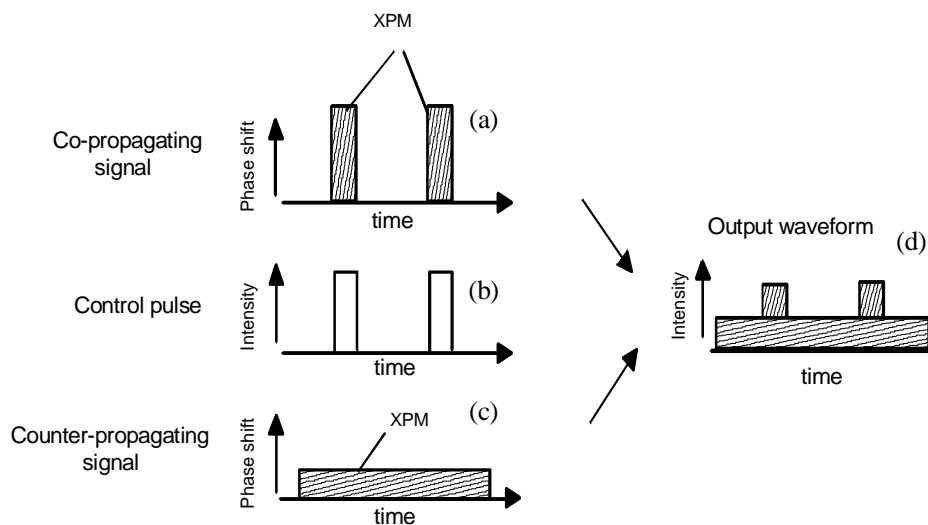 XPM
(a)
Co-propagating
signal
Phase shift
time
Output waveform
(d)
Control pulse
Intensity
(b)
time
Intensity
time
Counter-propagating
signal
Phase shift
XPM
(c)
time